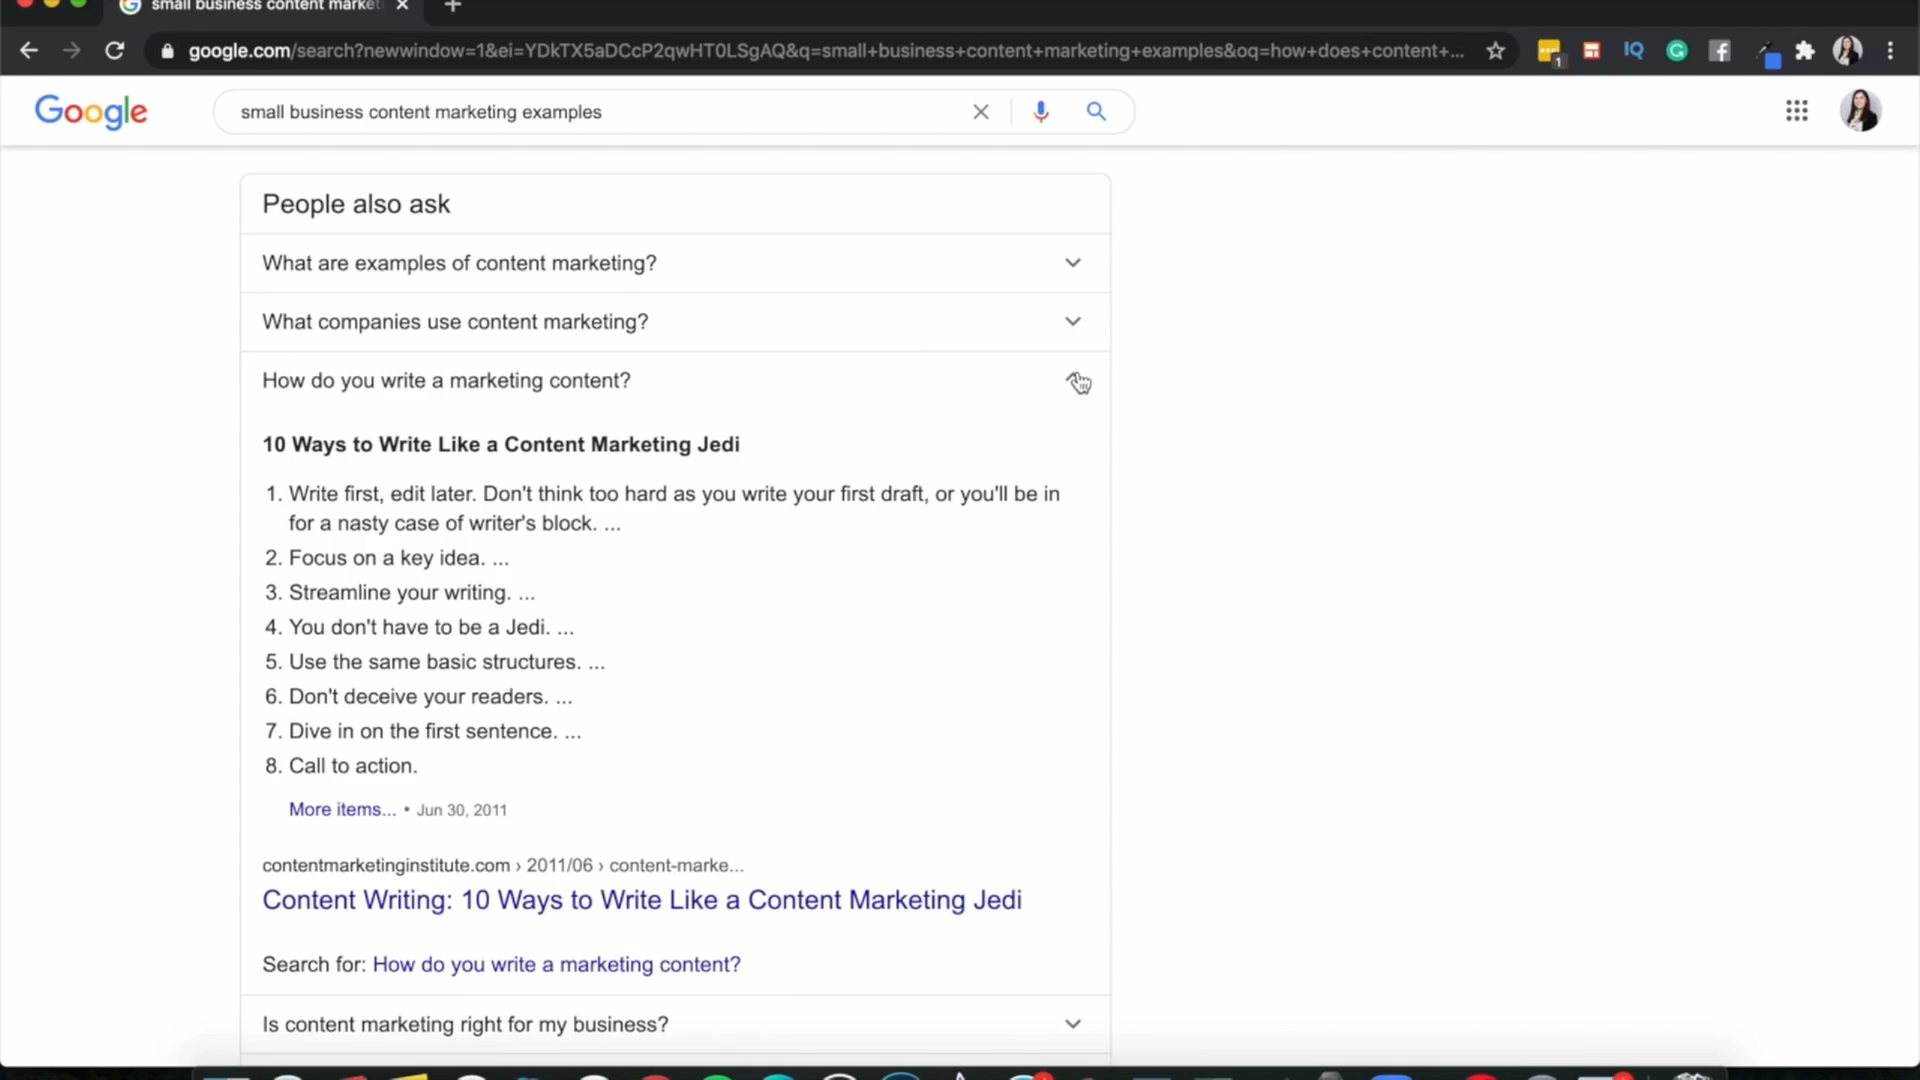 small business content market
google.com/search?newwindow=1&ei=YDkTX5aDCcP2qwHT0LSgAQ&q=small+business+content+marketing+examples&oq=how+does+content+...
1
IQ
Google
small business content marketing examples
People also ask
What are examples of content marketing?
What companies use content marketing?
How do you write a marketing content?
10 Ways to Write Like a Content Marketing Jedi
1. Write first, edit later. Don't think too hard as you write your first draft, or you'll be in
for a nasty case of writer's block. ...
2. Focus on a key idea. ...
3. Streamline your writing. ...
4. You don't have to be a Jedi. ...
5. Use the same basic structures. ...
6. Don't deceive your readers. ...
7. Dive in on the first sentence. ...
8. Call to action.
More items... • Jun 30, 2011
contentmarketinginstitute.com › 2011/06 › content-marke...
Content Writing: 10 Ways to Write Like a Content Marketing Jedi
Search for: How do you write a marketing content?
Is content marketing right for my business?